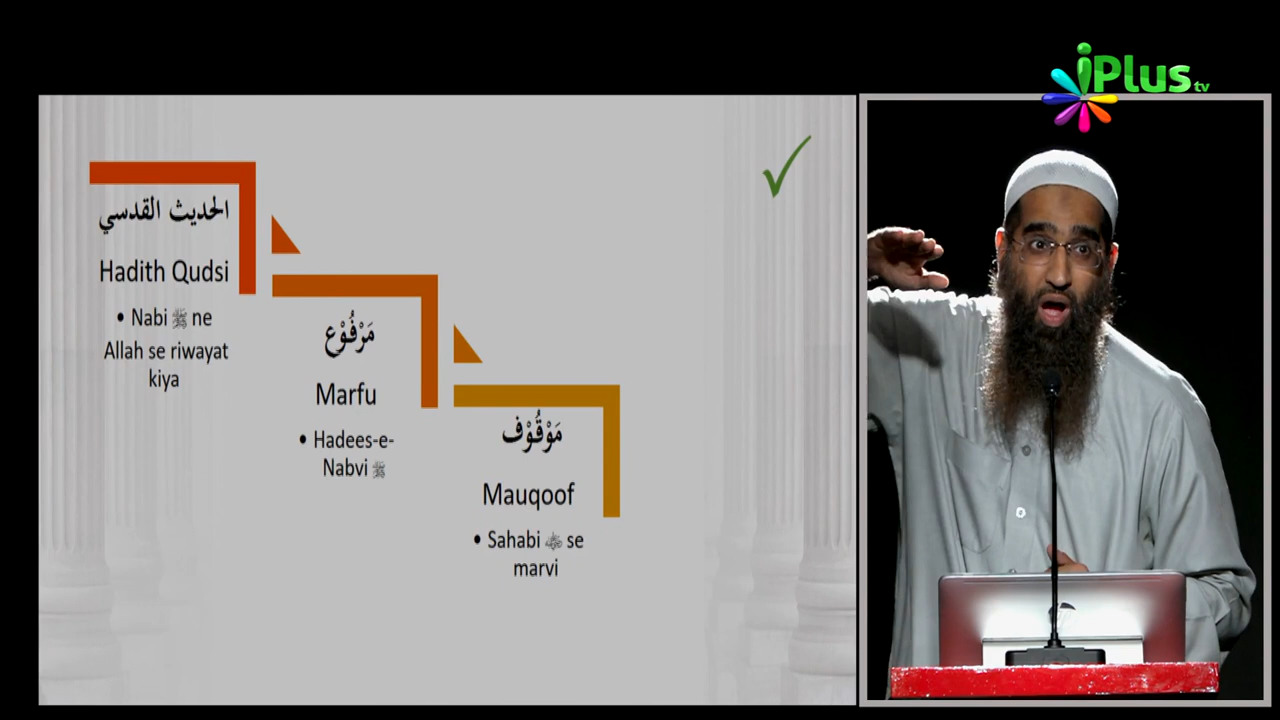 iPlus tv
الحديث القدسي
Hadith Qudsi
• Nabi ﷺ ne
Allah se riwayat
kiya
مَرْفُوْع
Marfu
• Hadees-e-
Nabvi ﷺ
مَوْقُوْف
Mauqoof
• Sahabi se
marvi